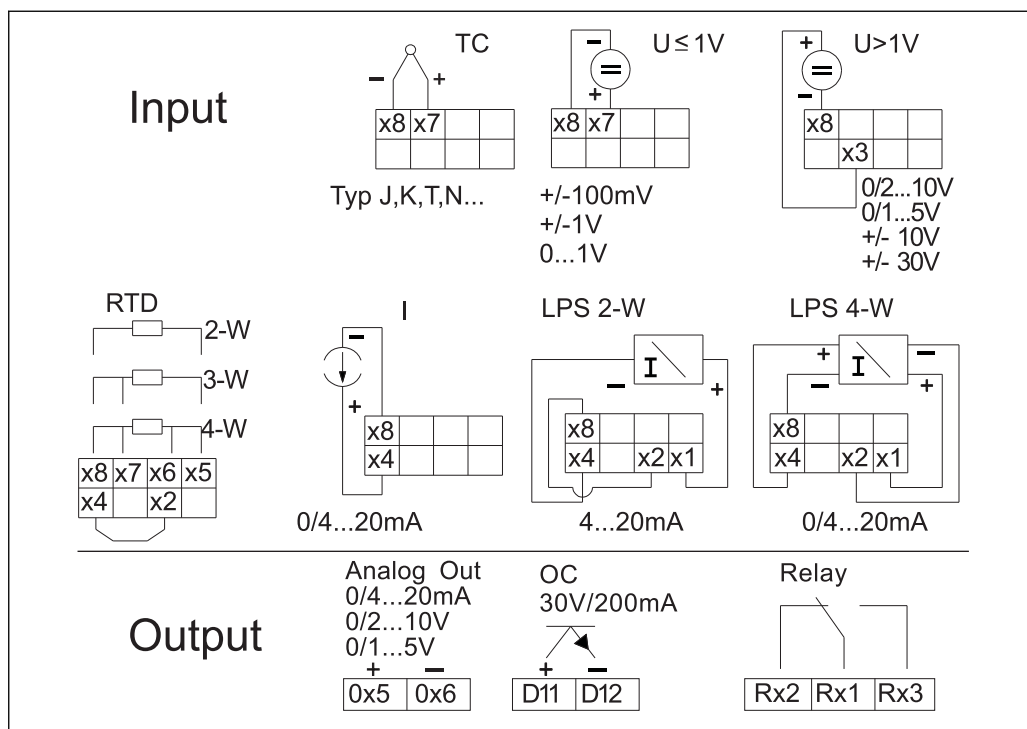 Input
TC
− +
x8 x7
Typ J,K,T,N...
U ≤ 1V
−
+
x8 x7
+/-100mV
+/-1V
0...1V
U>1V
+
−
x8
x3
0/2...10V
0/1...5V
+/- 10V
+/- 30V
RTD
2-W
3-W
4-W
x8 x7 x6 x5
x4 x2
I
−
+
x8
x4
0/4...20mA
LPS 2-W
I
− +
x8
x4 x2 x1
4...20mA
LPS 4-W
+ I −
− +
x8
x4 x2 x1
0/4...20mA
Output
Analog Out
0/4...20mA
0/2...10V
0/1...5V
+ −
0x5 0x6
OC
30V/200mA
+ −
D11 D12
Relay
Rx2 Rx1 Rx3